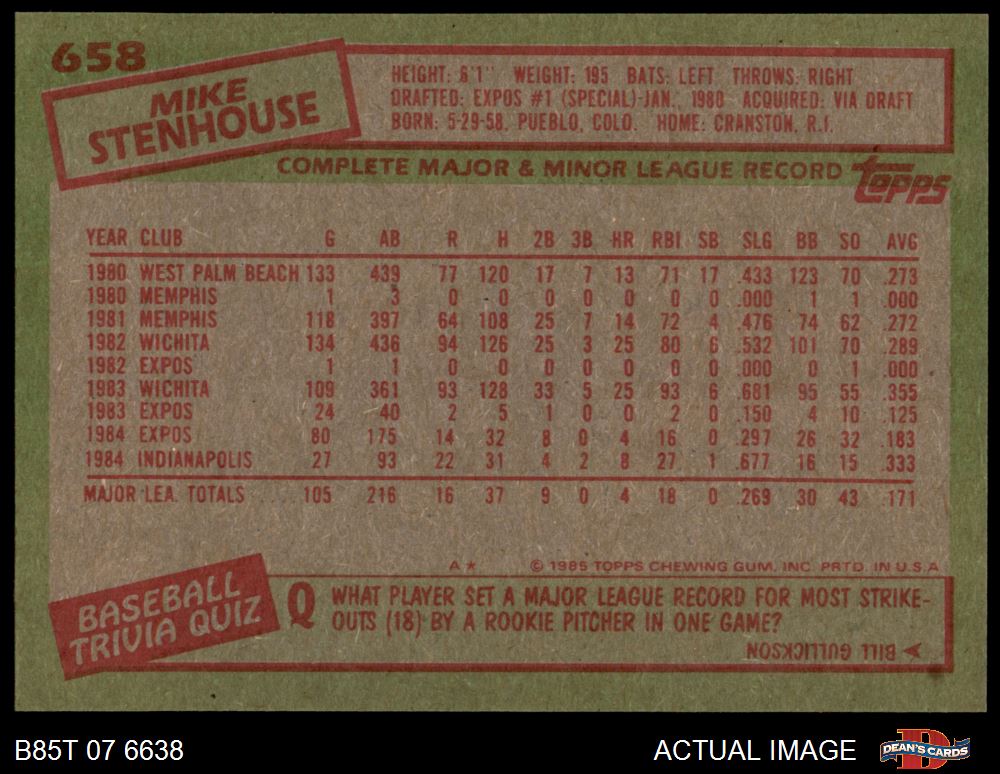 658
MIKE
STENHOUSE
HEIGHT: 6'1" WEIGHT: 195 BATS: LEFT THROWS: RIGHT
DRAFTED: EXPOS #1 (SPECIAL)-JAN., 1980 ACQUIRED: VIA DRAFT
BORN: 5-29-58, PUEBLO, COLO. HOME: CRANSTON, R.I.
COMPLETE MAJOR & MINOR LEAGUE RECORD
topps
YEAR CLUB G AB R H 2B 3B HR RBI SB SLG BB SO AVG
1980 WEST PALM BEACH 133 439 77 120 17 7 13 71 17 .433 123 70 .273
1980 MEMPHIS 1 3 0 0 0 0 0 0 0 .000 1 1 .000
1981 MEMPHIS 118 397 64 108 25 7 14 72 4 .476 74 62 .272
1982 WICHITA 134 436 94 126 25 3 25 80 6 .532 101 70 .289
1982 EXPOS 1 1 0 0 0 0 0 0 0 .000 0 1 .000
1983 WICHITA 109 361 93 128 33 5 25 93 6 .681 95 55 .355
1983 EXPOS 24 40 2 5 1 0 0 2 0 .150 4 10 .125
1984 EXPOS 80 175 14 32 8 0 4 16 0 .297 26 32 .183
1984 INDIANAPOLIS 27 93 22 31 4 2 8 27 1 .677 16 15 .333
MAJOR LEA. TOTALS 105 216 16 37 9 0 4 18 0 .269 30 43 .171
A* © 1985 TOPPS CHEWING GUM, INC. PRTD. IN U.S.A
BASEBALL
TRIVIA QUIZ
Q WHAT PLAYER SET A MAJOR LEAGUE RECORD FOR MOST STRIKE-
OUTS (18) BY A ROOKIE PITCHER IN ONE GAME?
BILL GULLICKSON
B85T 07 6638
ACTUAL IMAGE
DEAN'S CARDS